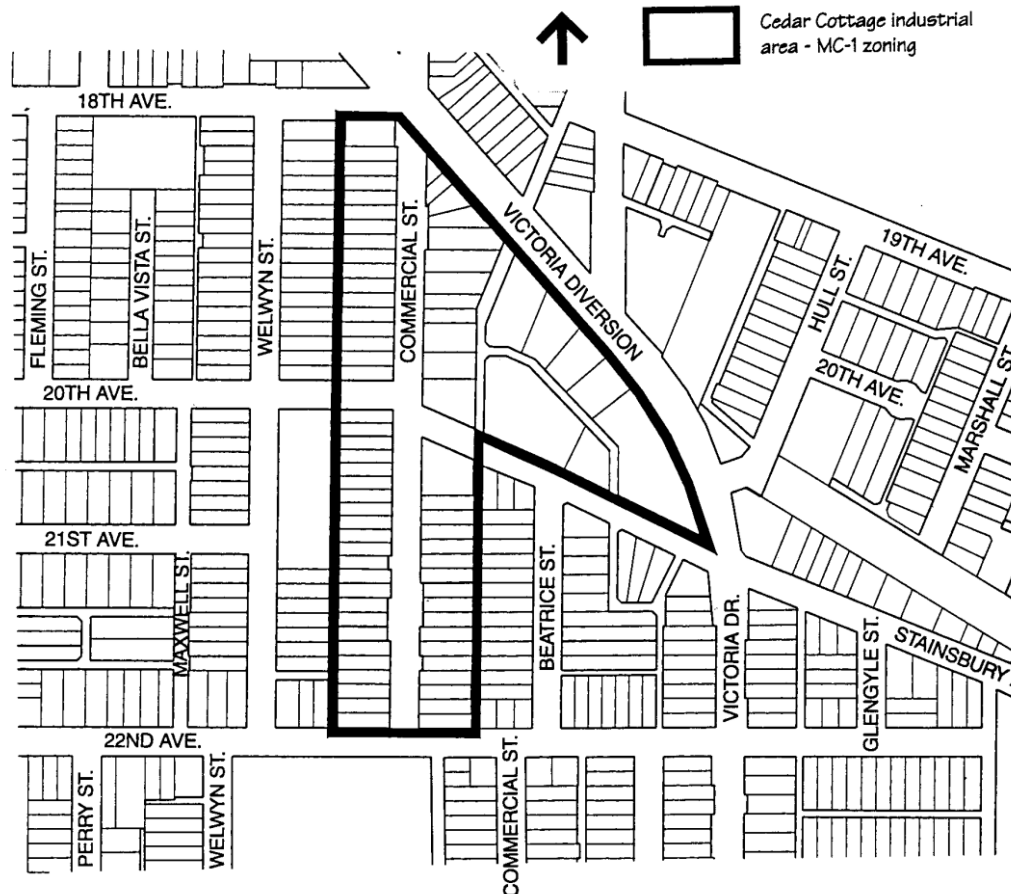 Cedar Cottage industrial
area - MC-1 zoning
18TH AVE.
FLEMING ST.
BELLA VISTA ST.
WELWYN ST.
COMMERCIAL ST.
VICTORIA DIVERSION
HULL ST.
19TH AVE.
20TH AVE.
MARSHALL ST.
20TH AVE.
21ST AVE.
MAXWELL ST.
BEATRICE ST.
VICTORIA DR.
GLENGYLE ST.
STAINSBURY
22ND AVE.
PERRY ST.
WELWYN ST.
COMMERCIAL ST.